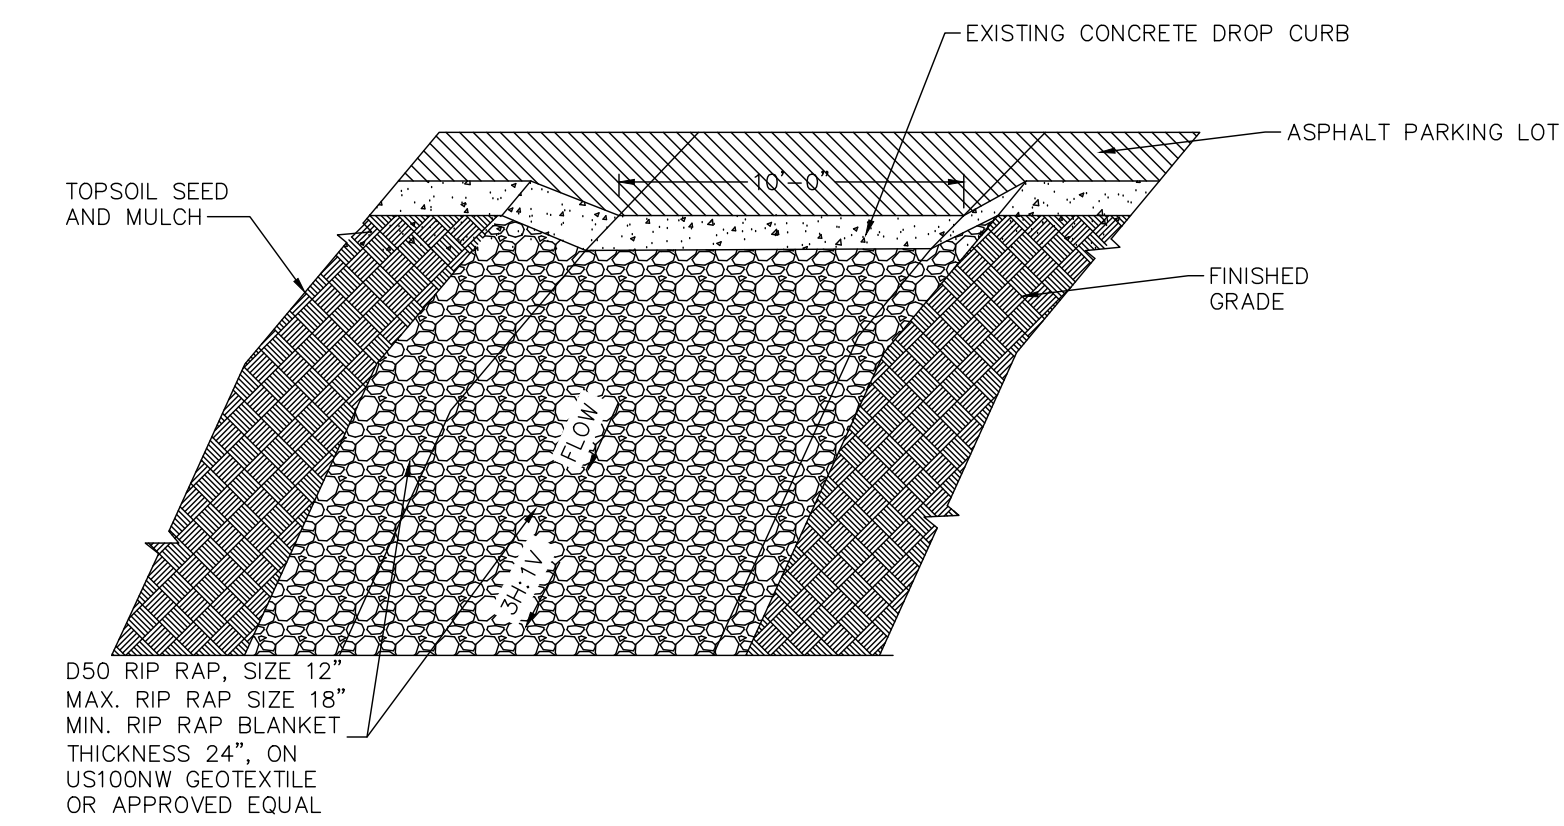 EXISTING CONCRETE DROP CURB
ASPHALT PARKING LOT
10'-0"
TOPSOIL SEED
AND MULCH
FINISHED
GRADE
FLOW
3H:1V
D50 RIP RAP, SIZE 12"
MAX. RIP RAP SIZE 18"
MIN. RIP RAP BLANKET
THICKNESS 24", ON
US100NW GEOTEXTILE
OR APPROVED EQUAL